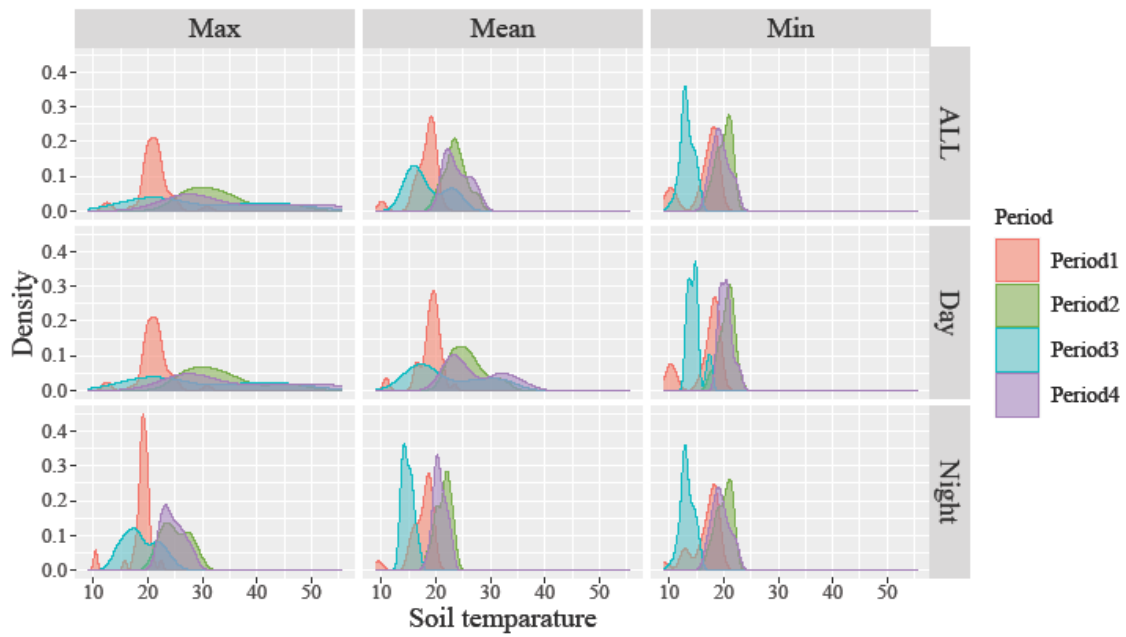 Max Mean Min
0.4
0.3
0.2
0.1
0.0
ALL
0.4
0.3
0.2
0.1
0.0
Day
0.4
0.3
0.2
0.1
0.0
Night
Density
10 20 30 40 50 10 20 30 40 50 10 20 30 40 50
Soil temparature
Period
Period1
Period2
Period3
Period4